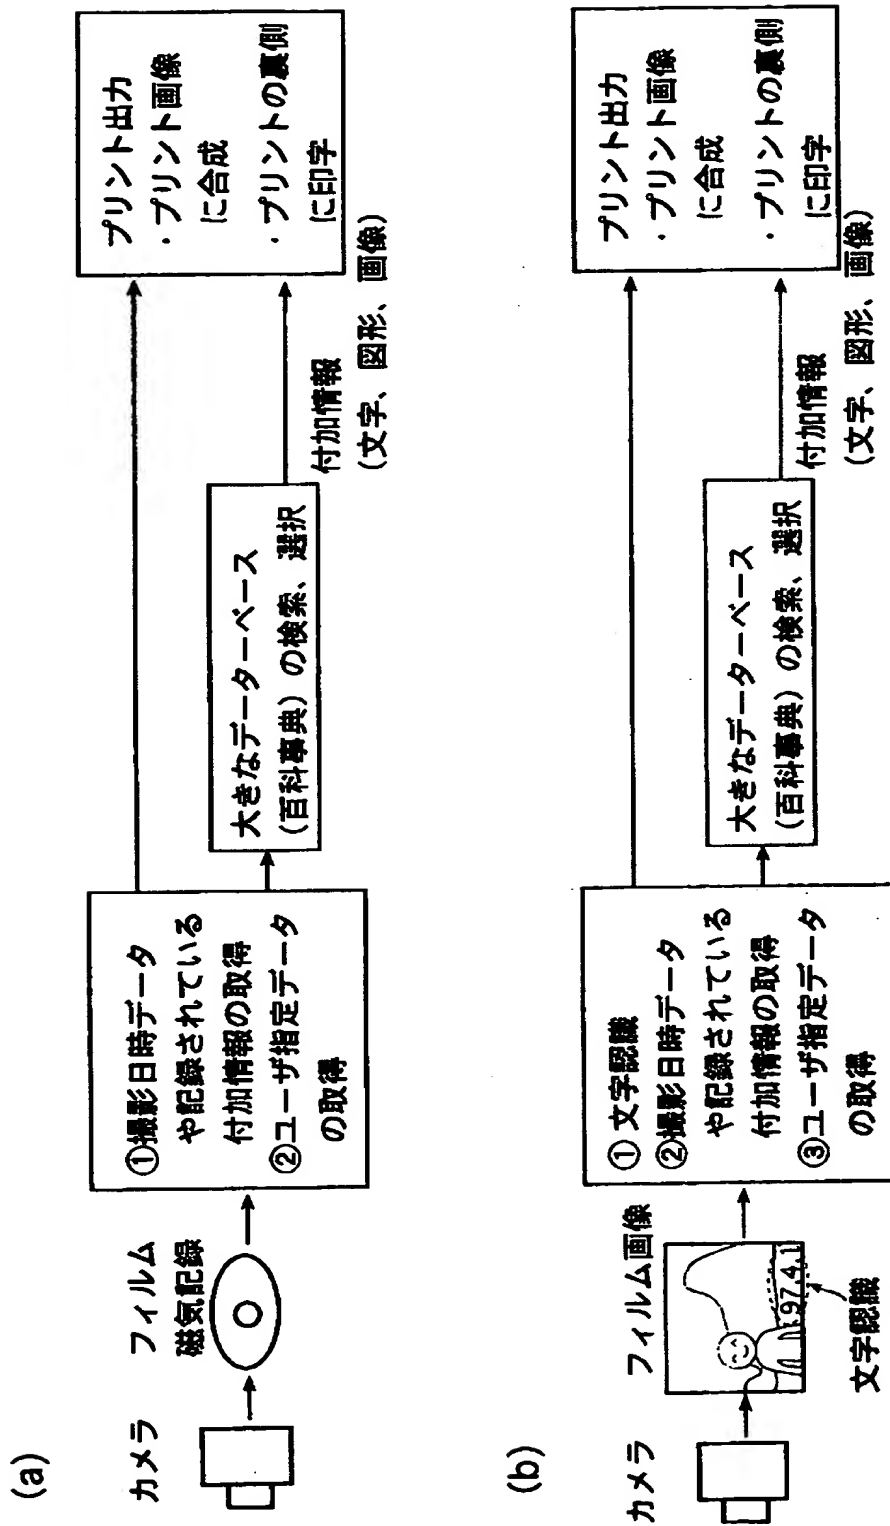 (a)
カメラ
フィルム
磁気記録
①撮影日時データ
や記録されている
付加情報の取得
②ユーザ指定データ
の取得
大きなデーターベース
(百科事典) の検索、選択
付加情報
(文字、図形、画像)
プリント出力
・プリント画像
に合成
・プリントの裏側
に印字
(b)
カメラ
フィルム画像
'97.4.1
文字認識
① 文字認識
②撮影日時データ
や記録されている
付加情報の取得
③ユーザ指定データ
の取得
大きなデーターベース
(百科事典) の検索、選択
付加情報
(文字、図形、画像)
プリント出力
・プリント画像
に合成
・プリントの裏側
に印字